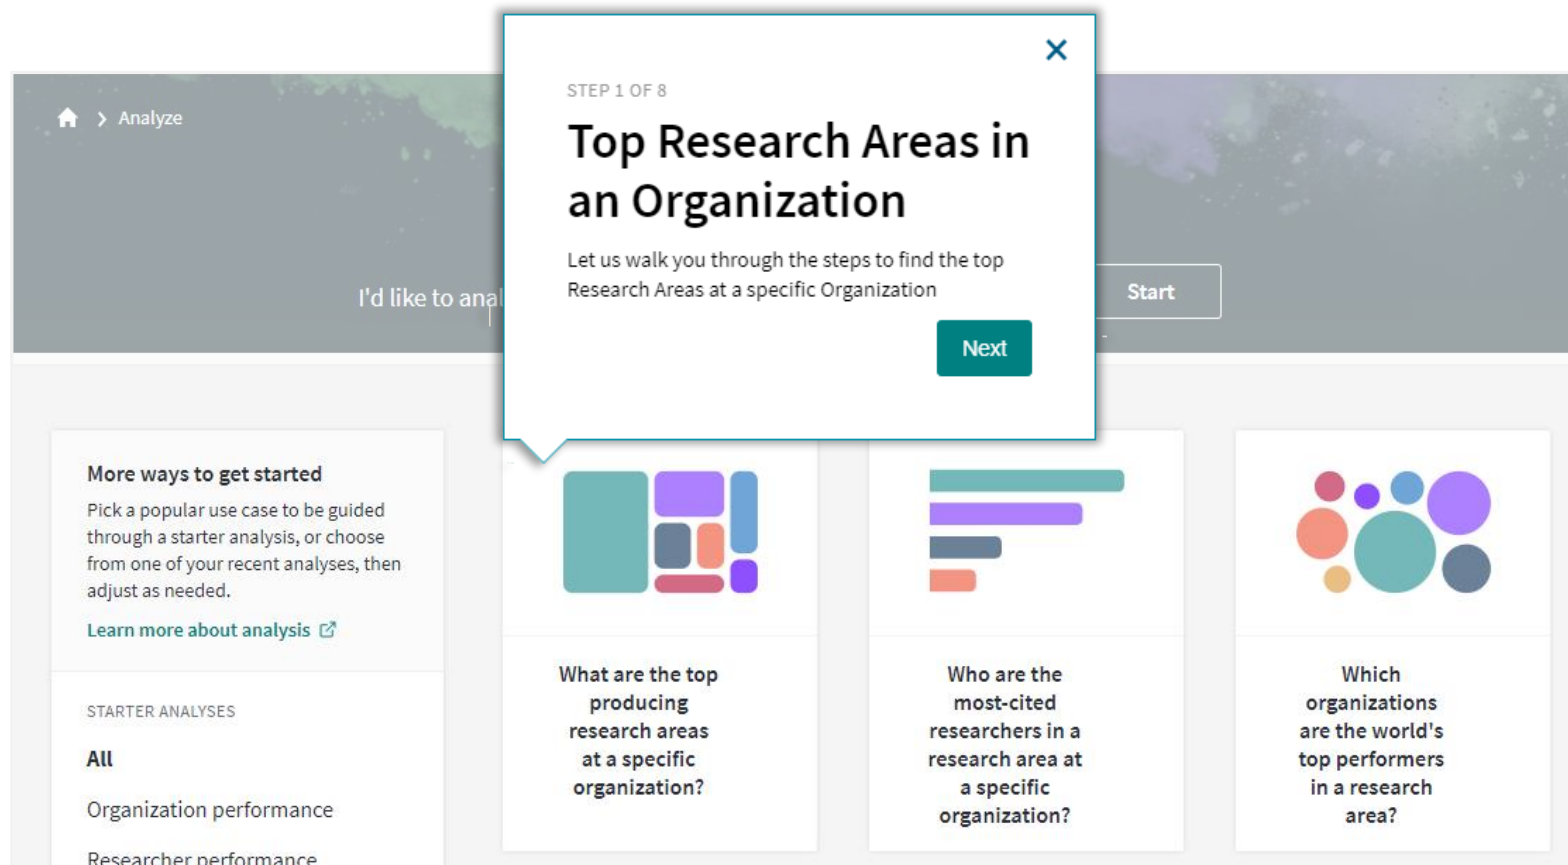 Analyze
STEP 1 OF 8
Top Research Areas in
an Organization
Let us walk you through the steps to find the top
Research Areas at a specific Organization
Next
I'd like to
Start
More ways to get started
Pick a popular use case to be guided
through a starter analysis, or choose
from one of your recent analyses, then
adjust as needed.
Learn more about analysis
STARTER ANALYSES
All
Organization performance
Researcher performance
What are the top
producing
research areas
at a specific
organization?
Who are the
most-cited
researchers in a
research area at
a specific
organization?
Which
organizations
are the world's
top performers
in a research
area?